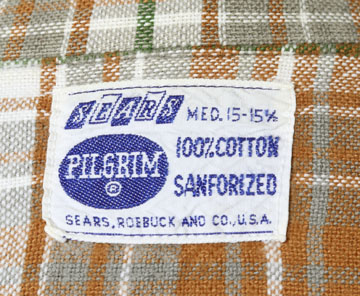 SEARS MED. 15-15½
PILGRIM ®
100% COTTON
SANFORIZED
SEARS, ROEBUCK AND CO., U.S.A.